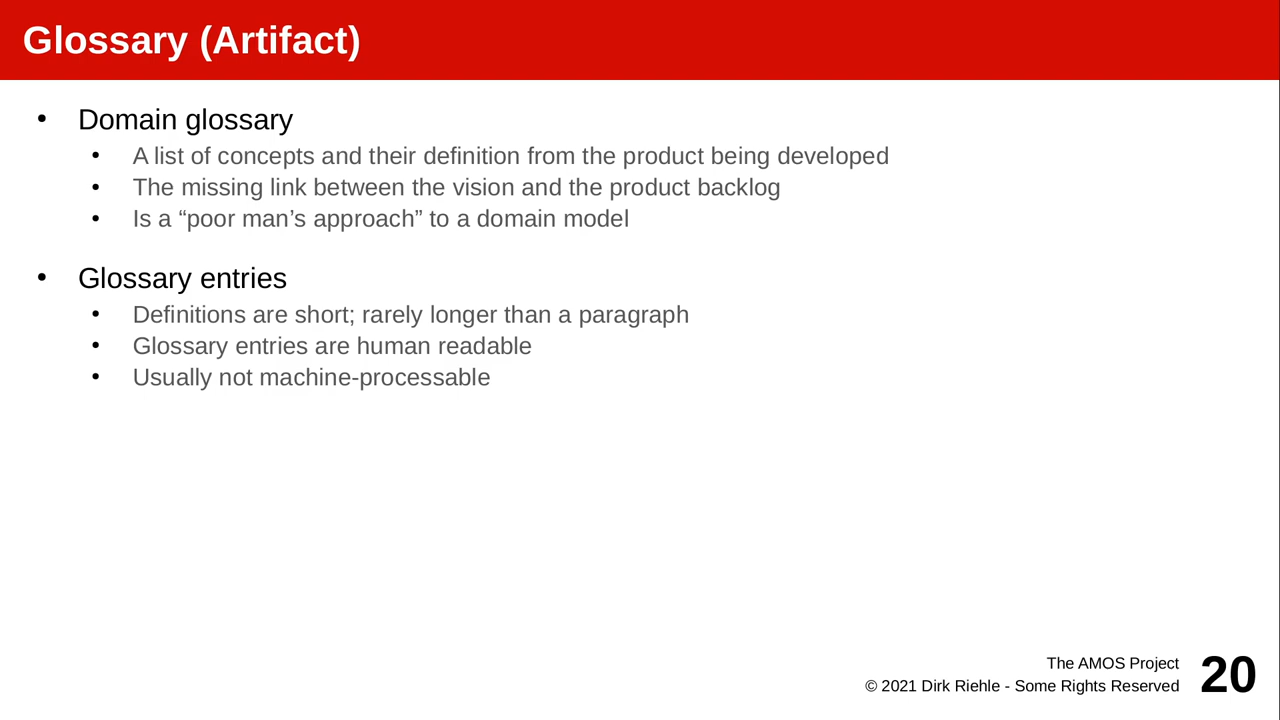 Glossary (Artifact)
• Domain glossary
• A list of concepts and their definition from the product being developed
• The missing link between the vision and the product backlog
• Is a “poor man’s approach” to a domain model
• Glossary entries
• Definitions are short; rarely longer than a paragraph
• Glossary entries are human readable
• Usually not machine-processable
The AMOS Project
© 2021 Dirk Riehle - Some Rights Reserved
20